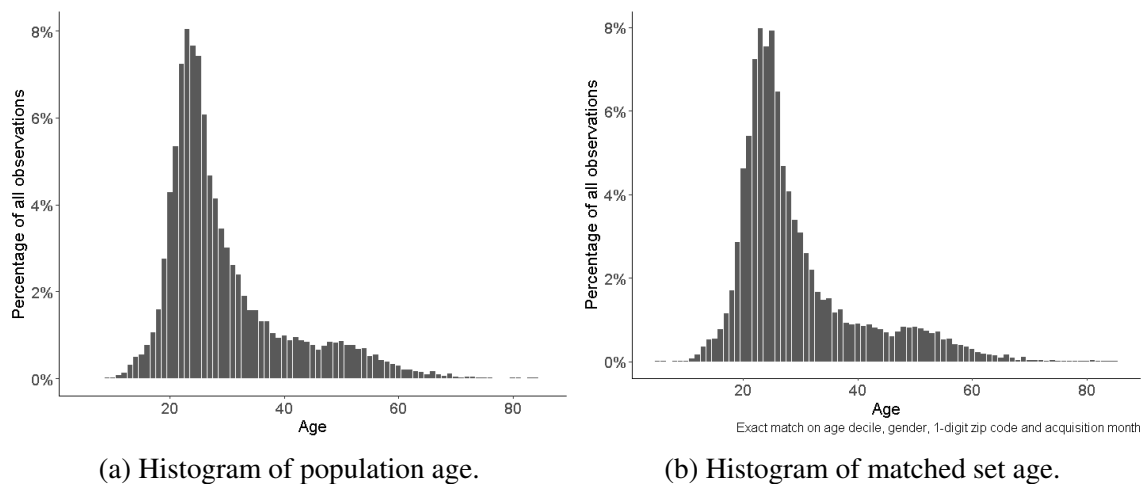 8%
6%
4%
2%
0%
Percentage of all observations
20
40
60
80
Age
(a) Histogram of population age.
8%
6%
4%
2%
0%
Percentage of all observations
20
40
60
80
Age
Exact match on age decile, gender, 1-digit zip code and acquisition month
(b) Histogram of matched set age.